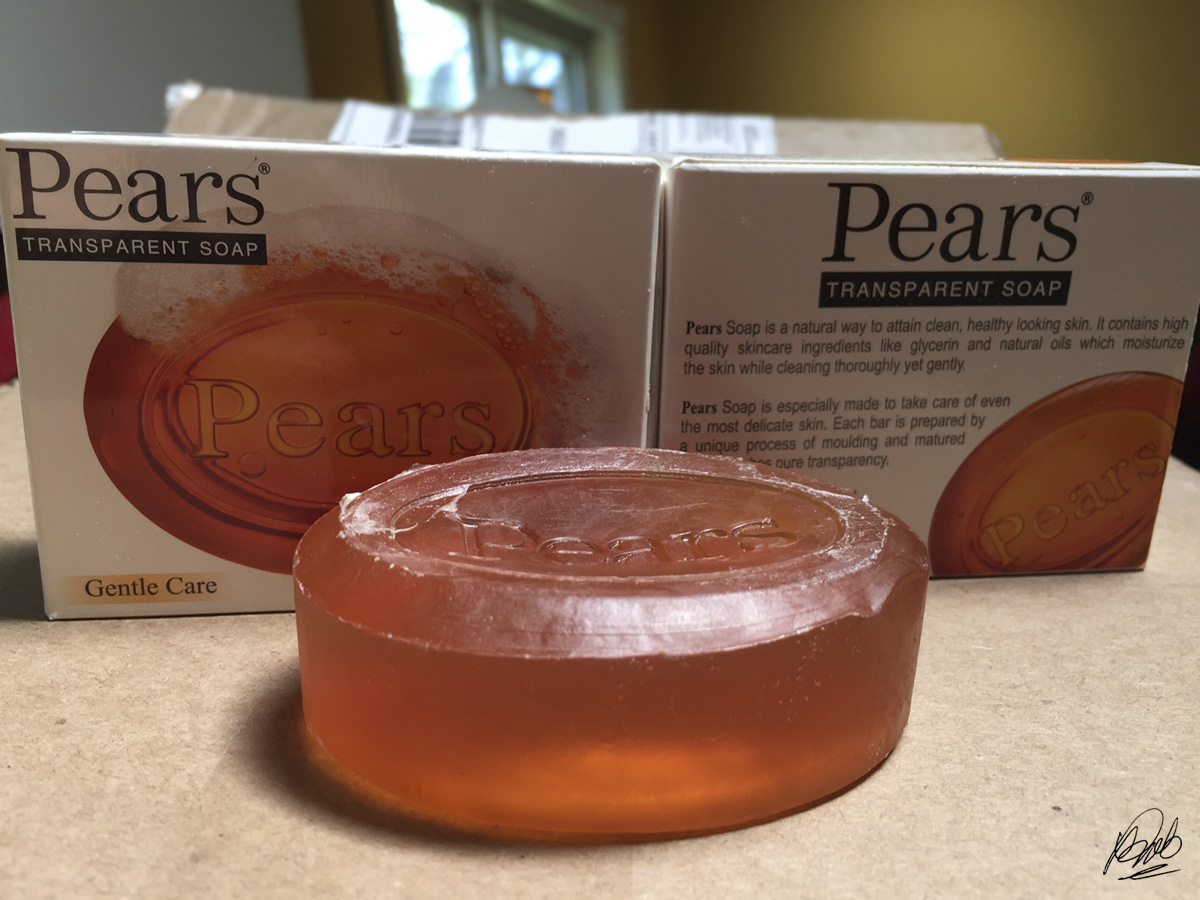 Pears®
TRANSPARENT SOAP
Pears
Gentle Care
Pears®
TRANSPARENT SOAP
Pears Soap is a natural way to attain clean, healthy looking skin. It contains high
quality skincare ingredients like glycerin and natural oils which moisturize
the skin while cleaning thoroughly yet gently.
Pears Soap is especially made to take care of even
the most delicate skin. Each bar is prepared by
a unique process of moulding and matured
has pure transparency.
Pears
Pears